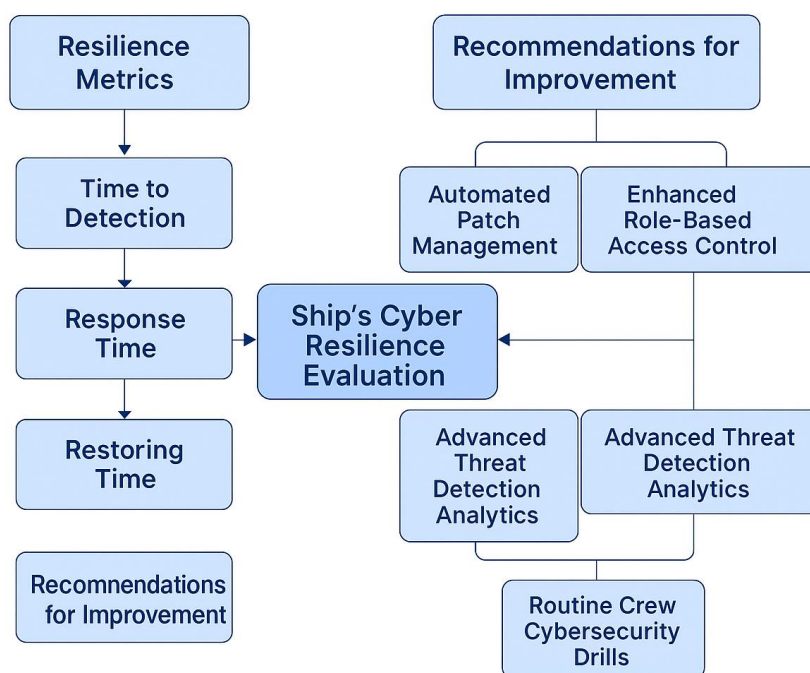 Resilience
Metrics
Time to
Detection
Response
Time
Restoring
Time
Recomnendations
for Improvement
Ship's Cyber
Resilience
Evaluation
Recommendations for
Improvement
Automated
Patch
Management
Enhanced
Role-Based
Access Control
Advanced
Threat
Detection
Analytics
Advanced Threat
Detection
Analytics
Routine Crew
Cybersecurity
Drills